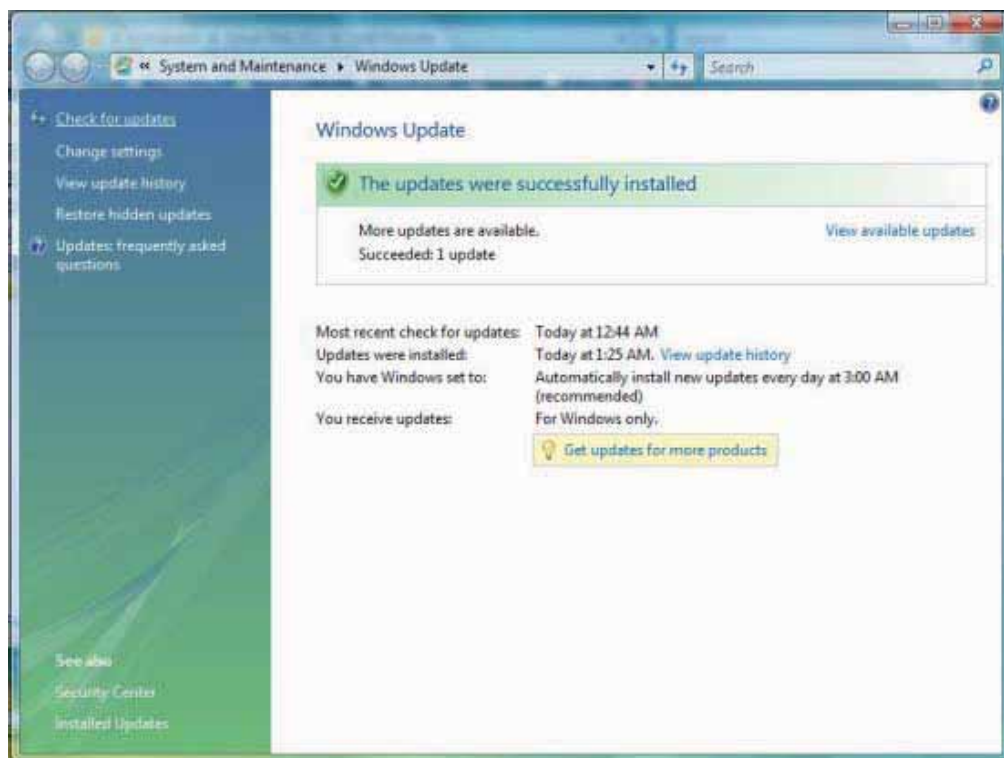 « System and Maintenance ▸ Windows Update
Search
Check for updates
Change settings
View update history
Restore hidden updates
Updates: frequently asked
questions
See also
Security Center
Installed Updates
Windows Update
The updates were successfully installed
More updates are available.
View available updates
Succeeded: 1 update
Most recent check for updates: Today at 12:44 AM
Updates were installed: Today at 1:25 AM. View update history
You have Windows set to: Automatically install new updates every day at 3:00 AM
(recommended)
You receive updates: For Windows only.
Get updates for more products